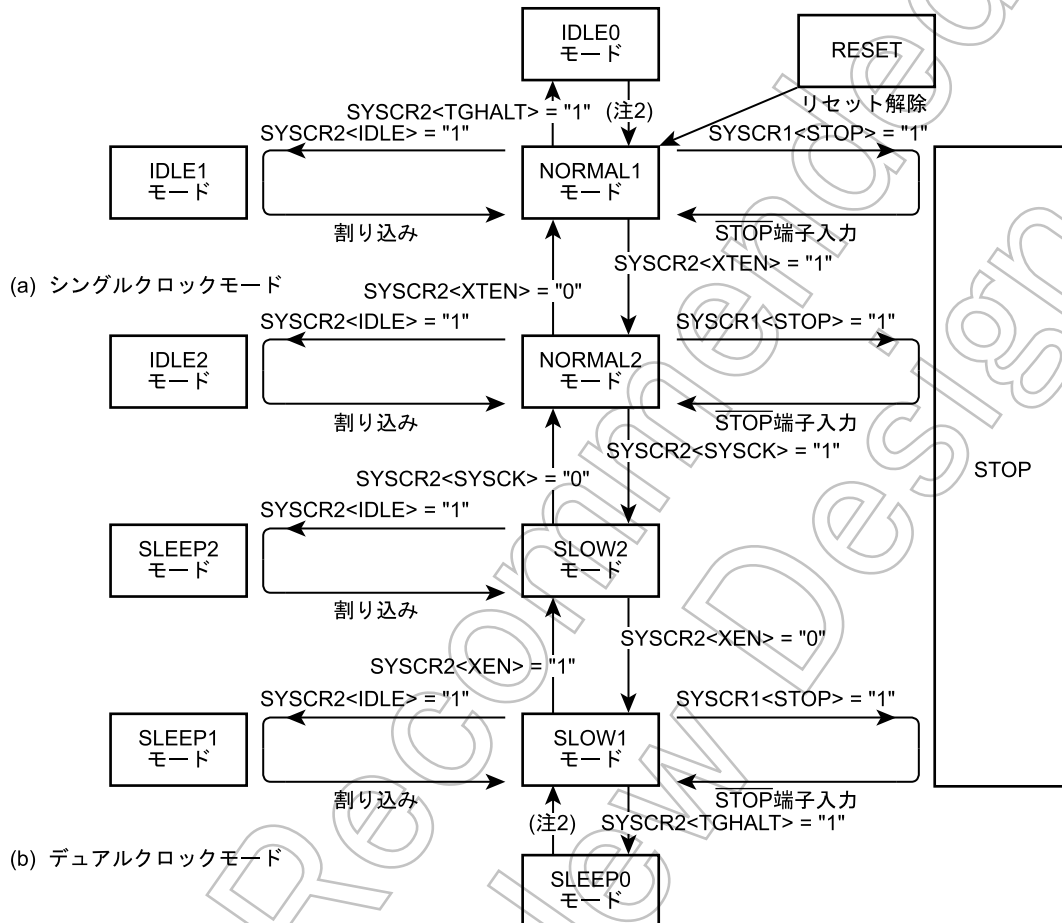 IDLE0
モード
RESET
SYSCR2<TGHALT> = "1"
(注2)
リセット解除
SYSCR2<IDLE> = "1"
SYSCR1<STOP> = "1"
IDLE1
モード
NORMAL1
モード
割り込み
STOP端子入力
SYSCR2<XTEN> = "1"
(a) シングルクロックモード
SYSCR2<XTEN> = "0"
SYSCR2<IDLE> = "1"
SYSCR1<STOP> = "1"
IDLE2
モード
NORMAL2
モード
割り込み
STOP端子入力
SYSCR2<SYSCK> = "1"
STOP
SYSCR2<SYSCK> = "0"
SYSCR2<IDLE> = "1"
SLEEP2
モード
SLOW2
モード
割り込み
SYSCR2<XEN> = "0"
SYSCR2<XEN> = "1"
SYSCR2<IDLE> = "1"
SYSCR1<STOP> = "1"
SLEEP1
モード
SLOW1
モード
割り込み
STOP端子入力
(注2)
SYSCR2<TGHALT> = "1"
(b) デュアルクロックモード
SLEEP0
モード
Recommended
New Design